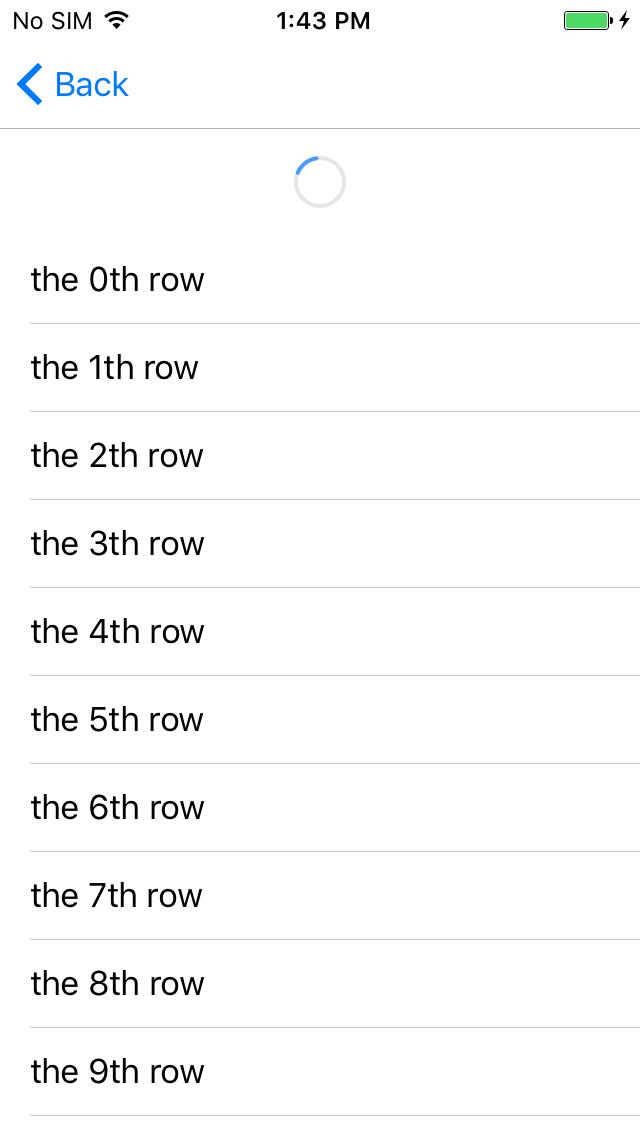 No SIM 1:43 PM
Back
the 0th row
the 1th row
the 2th row
the 3th row
the 4th row
the 5th row
the 6th row
the 7th row
the 8th row
the 9th row